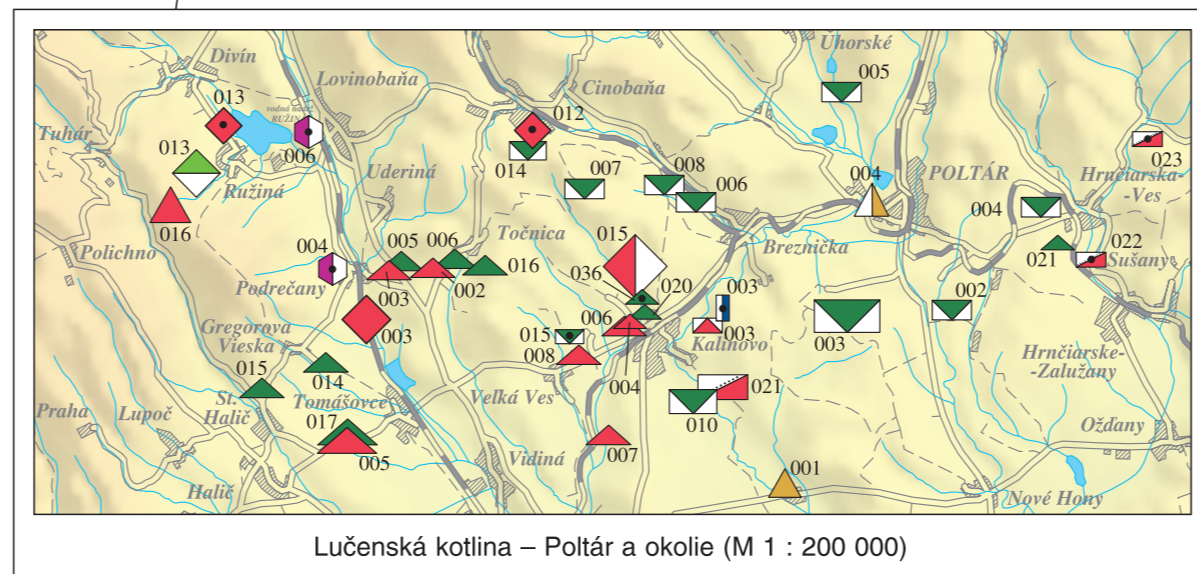 Divín
Lovinobaňa
Cinobaňa
Uhorské
005
013
012
vodná nádrž
RUŽINÁ
Tuhár
013
006
014
007
008
006
004
POLTÁR
023
Hrnčiarska-
-Ves
Ružiná
Uderiná
004
016
Točnica
015
Breznička
Polichno
004
005
006
016
036
020
021
022
Sušany
Podrečany
003
002
003
002
003
006
003
003
Kalinovo
Gregorova
Vieska
015
008
004
Hrnčiarske-
-Zalužany
015
014
Veľká Ves
021
Praha
Lupoč
St.
Halič
Tomášovce
017
010
Ožďany
005
007
Vidiná
001
Halič
Nové Hony
Lučenská kotlina – Poltár a okolie (M 1 : 200 000)